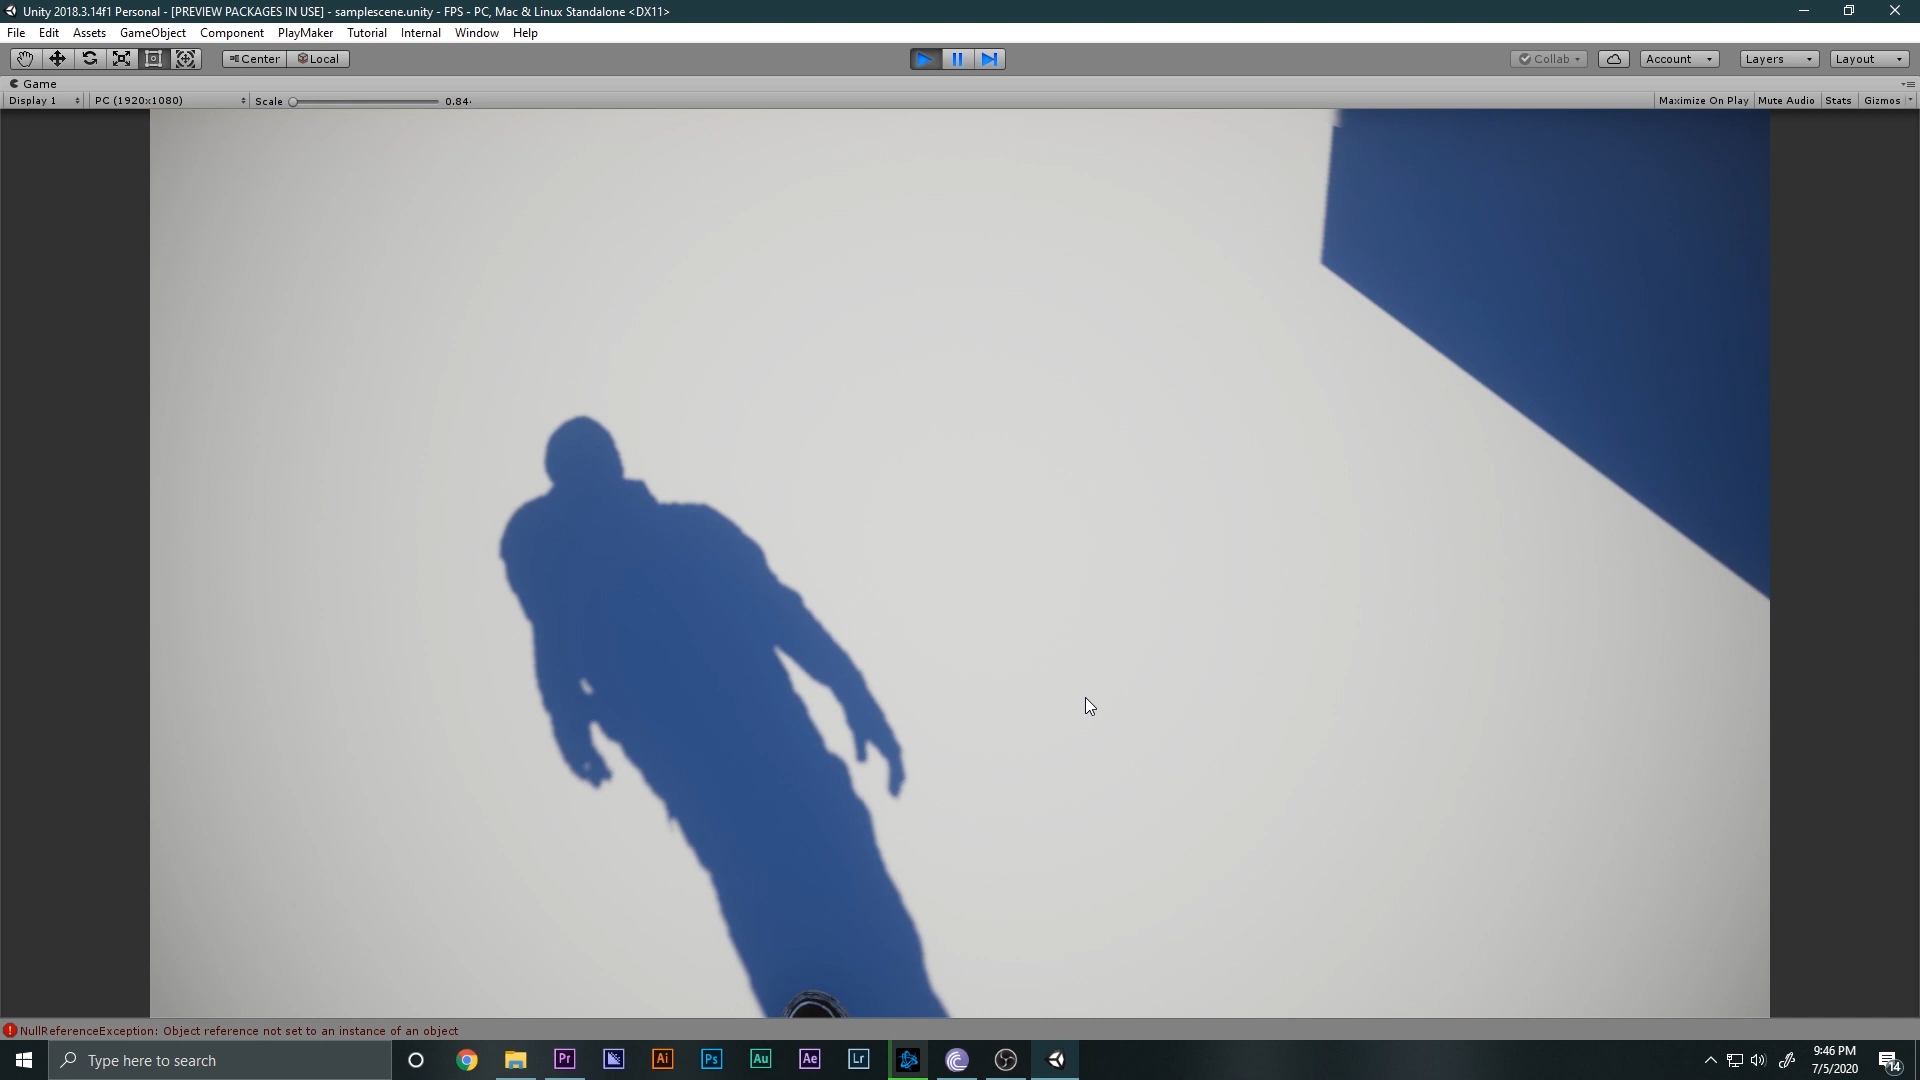 Unity 2018.3.14f1 Personal - [PREVIEW PACKAGES IN USE] - samplescene.unity - FPS - PC, Mac & Linux Standalone <DX11>
File Edit Assets GameObject Component PlayMaker Tutorial Internal Window Help
Center Local Collab Account Layers Layout
Game
Display 1 PC (1920x1080) Scale 0.84 Maximize On Play Mute Audio Stats Gizmos
NullReferenceException: Object reference not set to an instance of an object
Type here to search Pr Ai Ps Au Ae Lr 9:46 PM
7/5/2020 14